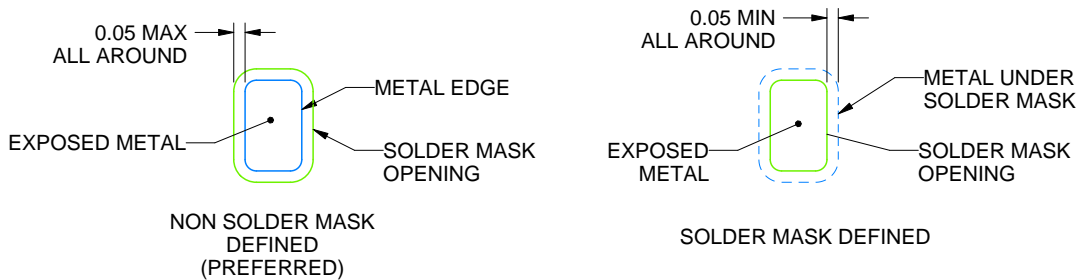 0.05 MAX
ALL AROUND
METAL EDGE
EXPOSED METAL
SOLDER MASK
OPENING
NON SOLDER MASK
DEFINED
(PREFERRED)
0.05 MIN
ALL AROUND
METAL UNDER
SOLDER MASK
EXPOSED
METAL
SOLDER MASK
OPENING
SOLDER MASK DEFINED